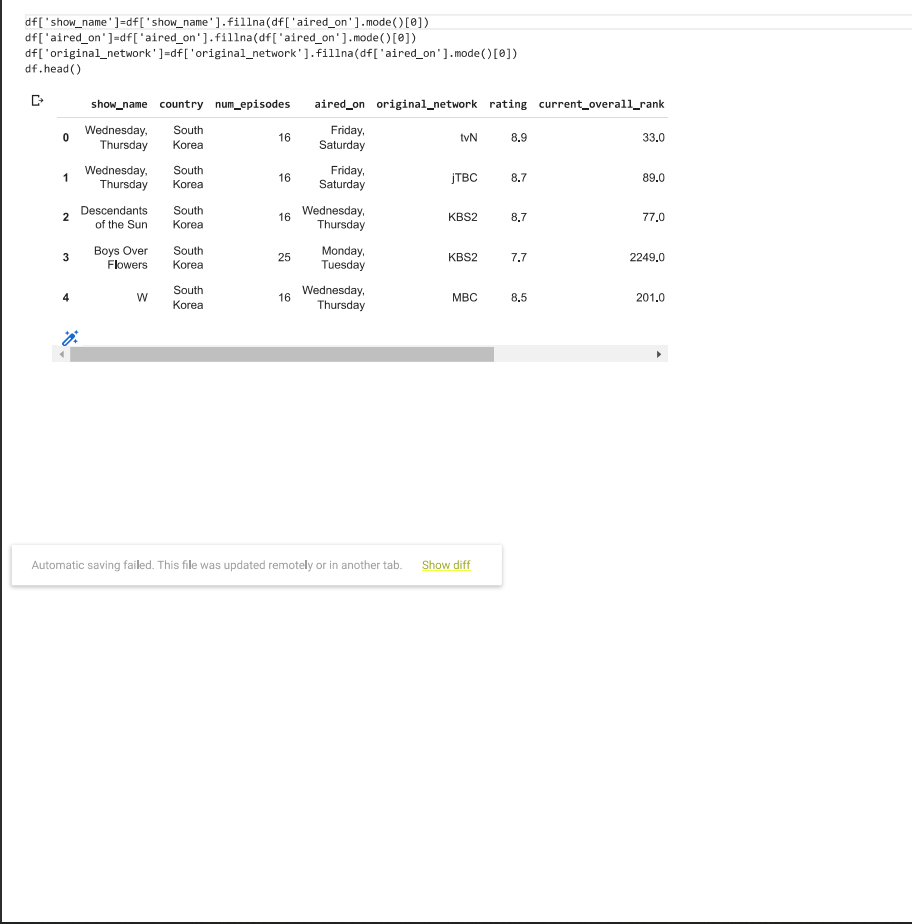 df['show_name']=df['show_name'].fillna(df['aired_on'].mode()[0])
df['aired_on']=df['aired_on'].fillna(df['aired_on'].mode()[0])
df['original_network']=df['original_network'].fillna(df['aired_on'].mode()[0])
df.head()
show_name country num_episodes aired_on original_network rating current_overall_rank
0 Wednesday, Thursday South Korea 16 Friday, Saturday tvN 8.9 33.0
1 Wednesday, Thursday South Korea 16 Friday, Saturday jTBC 8.7 89.0
2 Descendants of the Sun South Korea 16 Wednesday, Thursday KBS2 8.7 77.0
3 Boys Over Flowers South Korea 25 Monday, Tuesday KBS2 7.7 2249.0
4 W South Korea 16 Wednesday, Thursday MBC 8.5 201.0
Automatic saving failed. This file was updated remotely or in another tab. Show diff